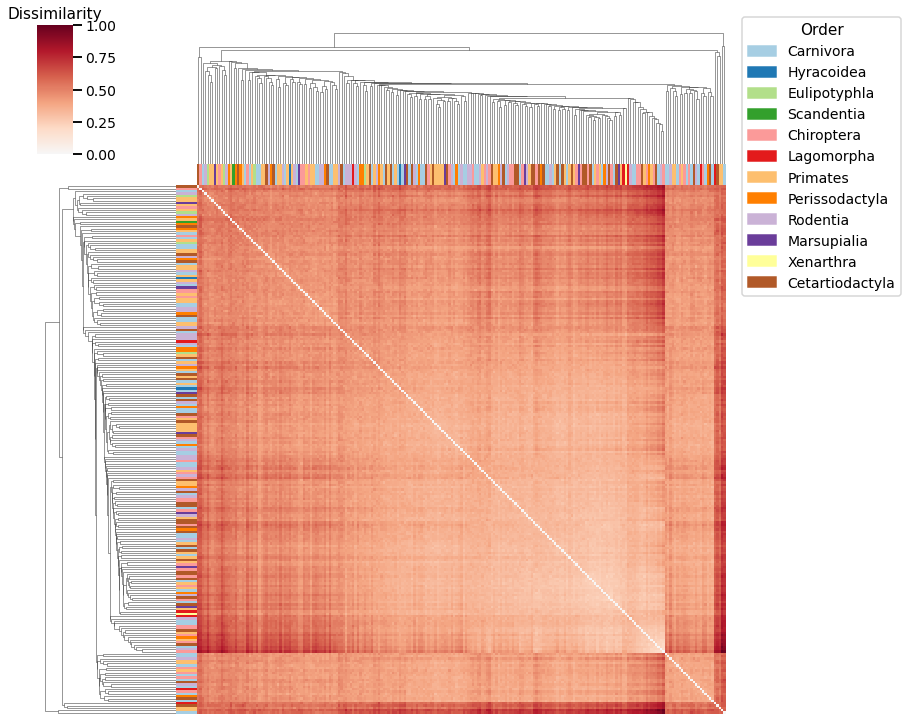 Dissimilarity
1.00
0.75
0.50
0.25
0.00
Order
Carnivora
Hyracoidea
Eulipotyphla
Scandentia
Chiroptera
Lagomorpha
Primates
Perissodactyla
Rodentia
Marsupialia
Xenarthra
Cetartiodactyla